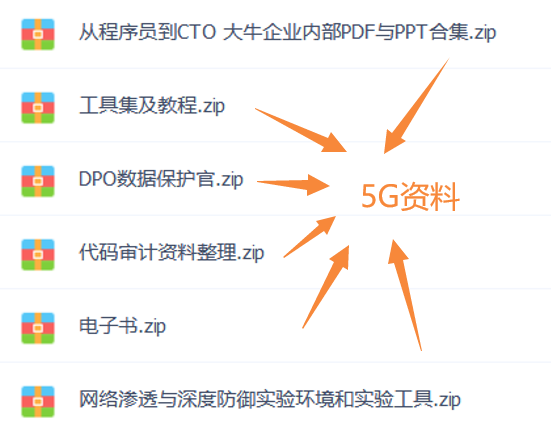 从程序员到CTO 大牛企业内部PDF与PPT合集.zip
工具集及教程.zip
DPO数据保护官.zip
5G资料
代码审计资料整理.zip
电子书.zip
网络渗透与深度防御实验环境和实验工具.zip